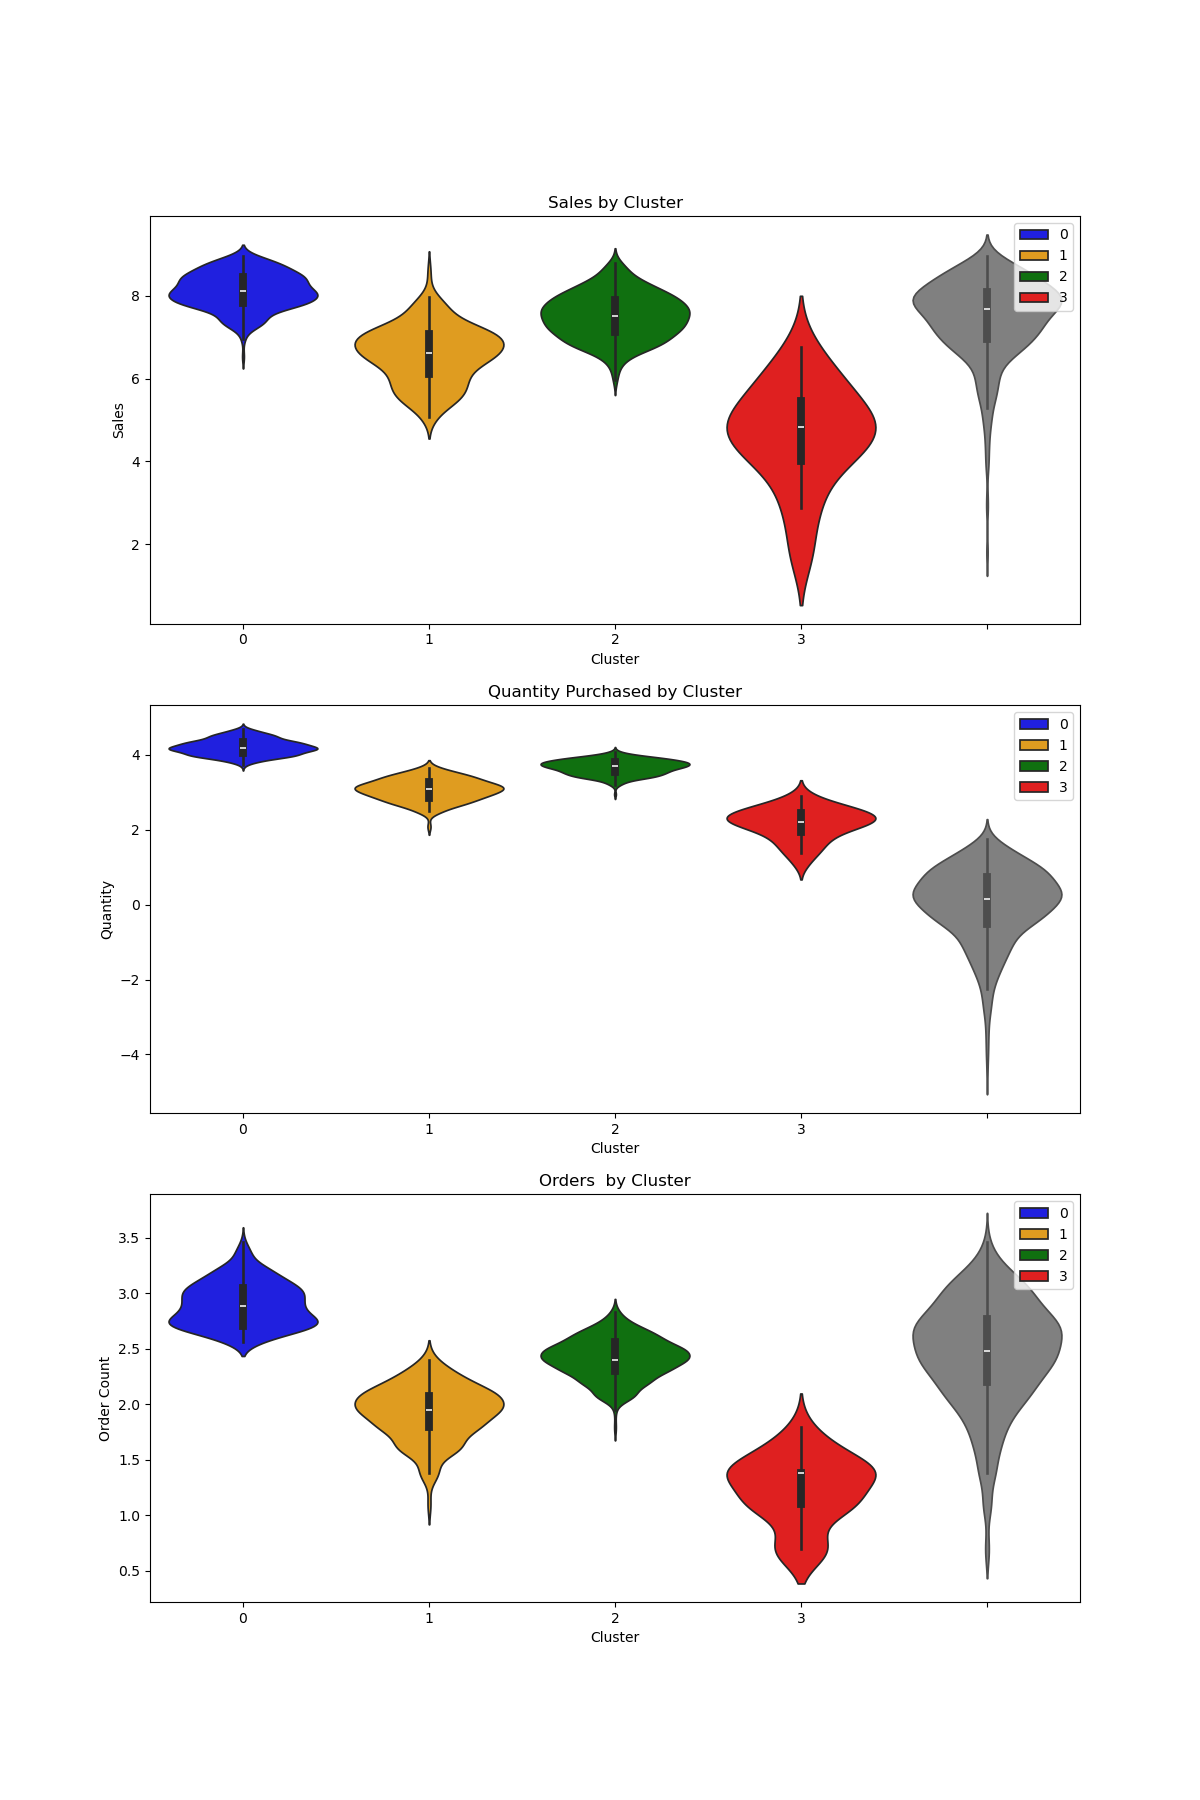 Sales by Cluster
8
6
4
2
Sales
0
1
2
3
0 1 2 3
Cluster
Quantity Purchased by Cluster
4
2
0
−2
−4
Quantity
0
1
2
3
0 1 2 3
Cluster
Orders  by Cluster
3.5
3.0
2.5
2.0
1.5
1.0
0.5
Order Count
0
1
2
3
0 1 2 3
Cluster